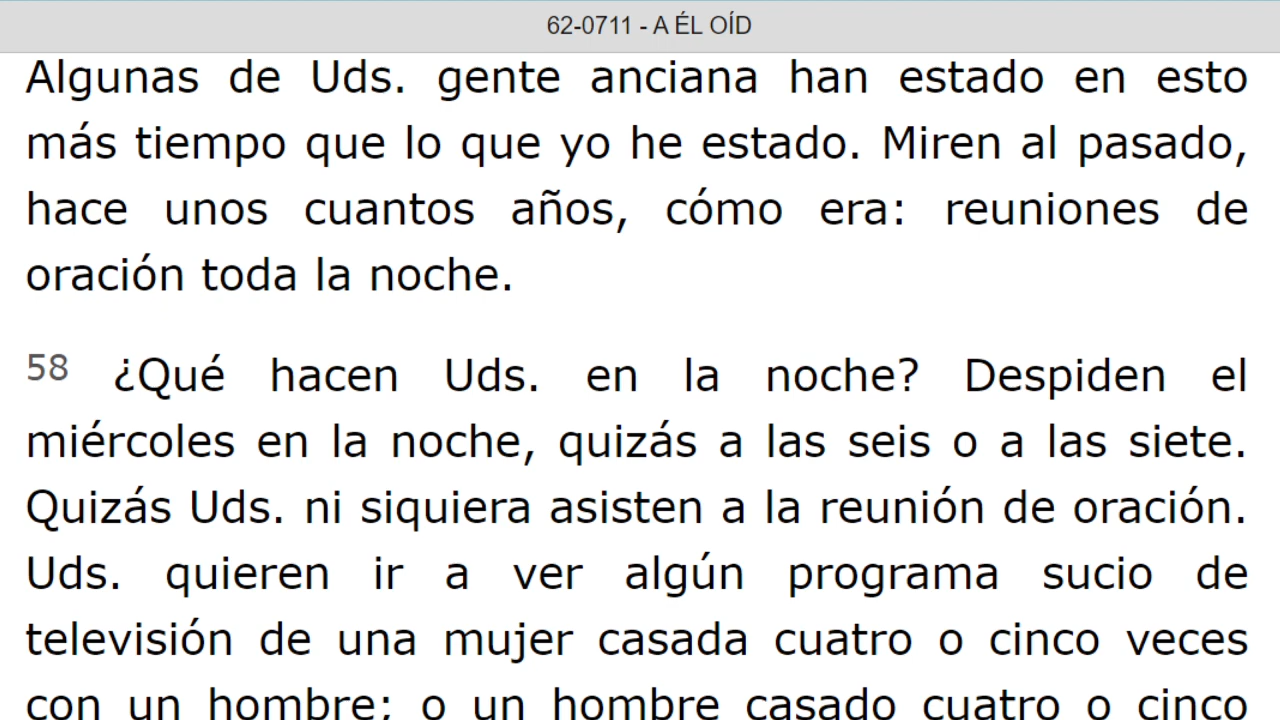 62-0711 - A ÉL OÍD
Algunas de Uds. gente anciana han estado en esto
más tiempo que lo que yo he estado. Miren al pasado,
hace unos cuantos años, cómo era: reuniones de
oración toda la noche.
58 ¿Qué hacen Uds. en la noche? Despiden el
miércoles en la noche, quizás a las seis o a las siete.
Quizás Uds. ni siquiera asisten a la reunión de oración.
Uds. quieren ir a ver algún programa sucio de
televisión de una mujer casada cuatro o cinco veces
con un hombre; o un hombre casado cuatro o cinco